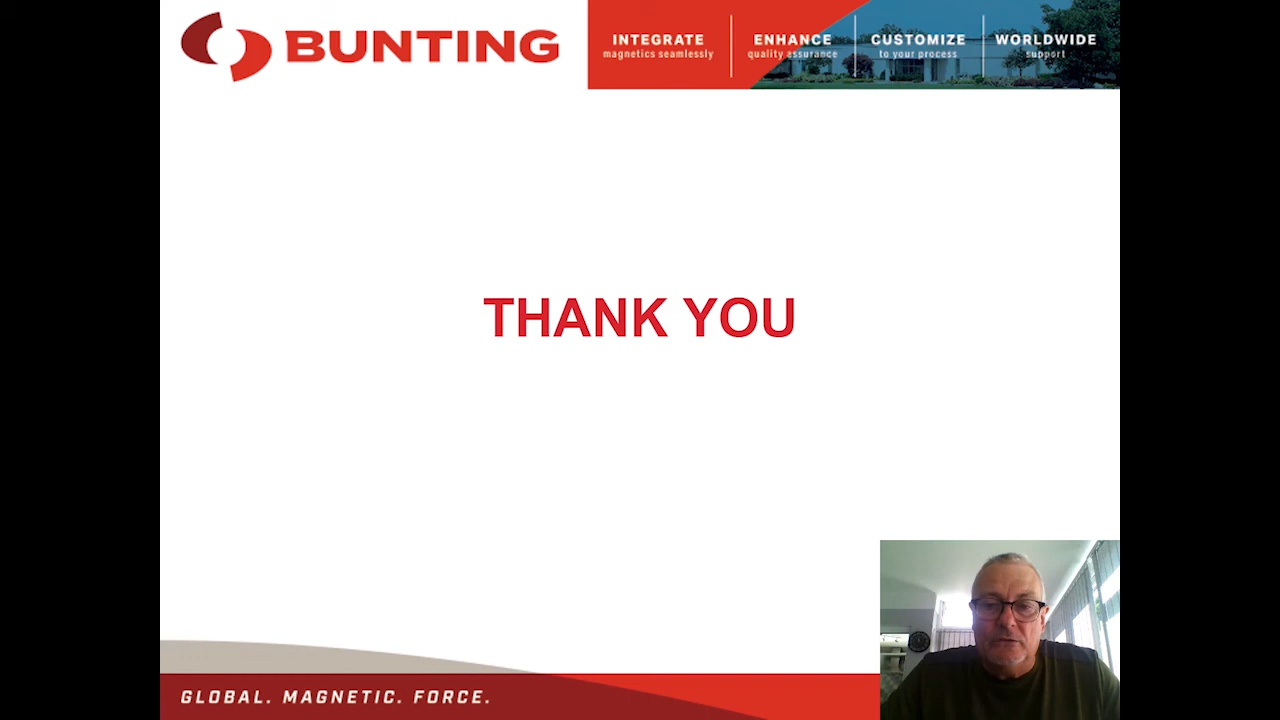 BUNTING
INTEGRATE
magnetics seamlessly
ENHANCE
quality assurance
CUSTOMIZE
to your process
WORLDWIDE
support
THANK YOU
GLOBAL. MAGNETIC. FORCE.